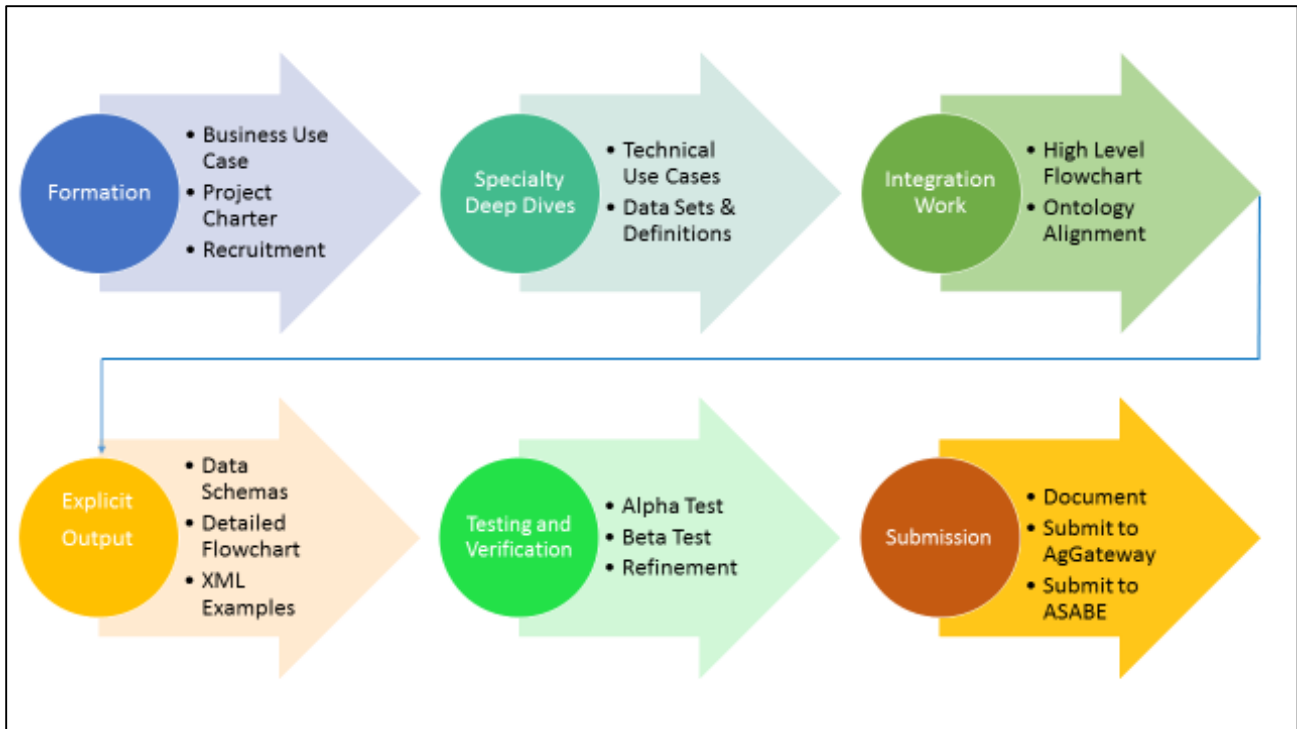 Formation
• Business Use
Case
• Project
Charter
• Recruitment
Specialty
Deep Dives
• Technical
Use Cases
• Data Sets &
Definitions
Integration
Work
• High Level
Flowchart
• Ontology
Alignment
Explicit
Output
• Data
Schemas
• Detailed
Flowchart
• XML
Examples
Testing and
Verification
• Alpha Test
• Beta Test
• Refinement
Submission
• Document
• Submit to
AgGateway
• Submit to
ASABE